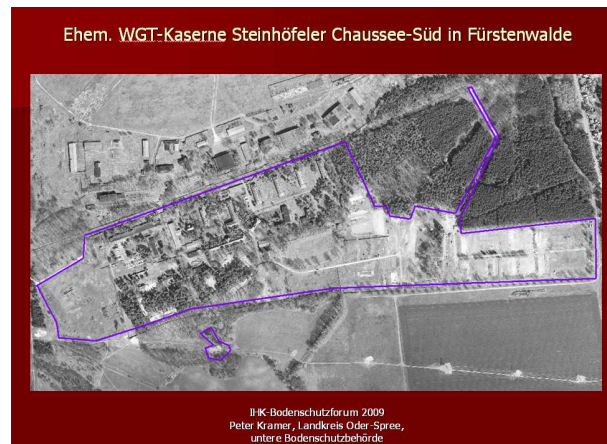 Ehem. WGT-Kaserne Steinhöfeler Chaussee-Süd in Fürstenwalde
IHK-Bodenschutzforum 2009
Peter Kramer, Landkreis Oder-Spree,
untere Bodenschutzbehörde